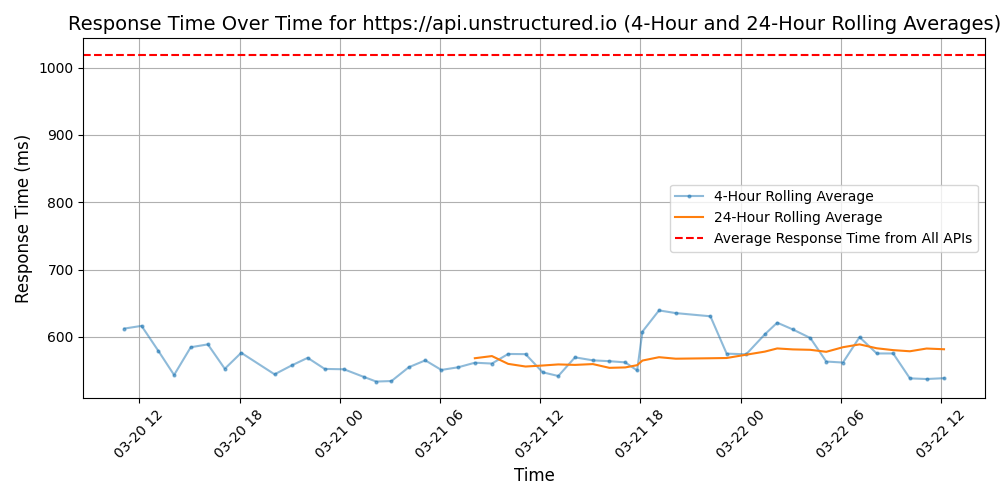 Response Time Over Time for https://api.unstructured.io (4-Hour and 24-Hour Rolling Averages)
Response Time (ms)
1000
900
800
700
600
4-Hour Rolling Average
24-Hour Rolling Average
Average Response Time from All APIs
03-20 12
03-20 18
03-21 00
03-21 06
03-21 12
03-21 18
03-22 00
03-22 06
03-22 12
Time